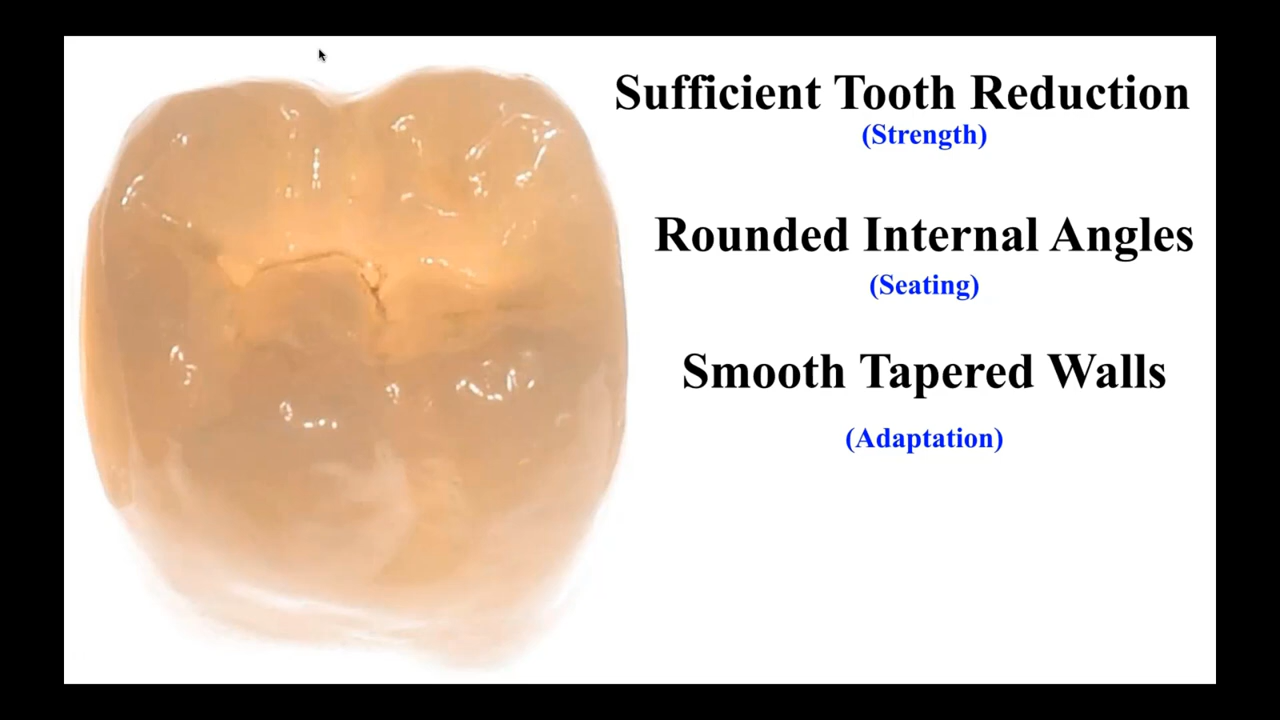 Sufficient Tooth Reduction
(Strength)
Rounded Internal Angles
(Seating)
Smooth Tapered Walls
(Adaptation)